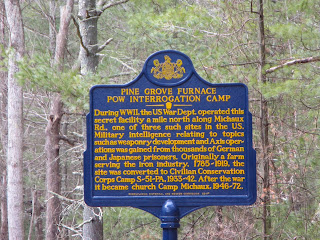 PINE GROVE FURNACE
POW INTERROGATION CAMP
During WWII, the US War Dept. operated this
secret facility a mile north along Michaux
Rd., one of three such sites in the U.S.
Military intelligence relating to topics
such as weaponry development and Axis oper-
ations was gained from thousands of German
and Japanese prisoners. Originally a farm
serving the iron industry, 1785-1919, the
site was converted to Civilian Conservation
Corps Camp S-51-PA, 1933-42. After the war
it became church Camp Michaux, 1946-72.